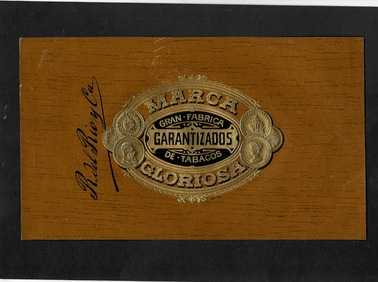 MARCA
GRAN-FABRICA
GARANTIZADOS
DE-TABACOS
GLORIOSA